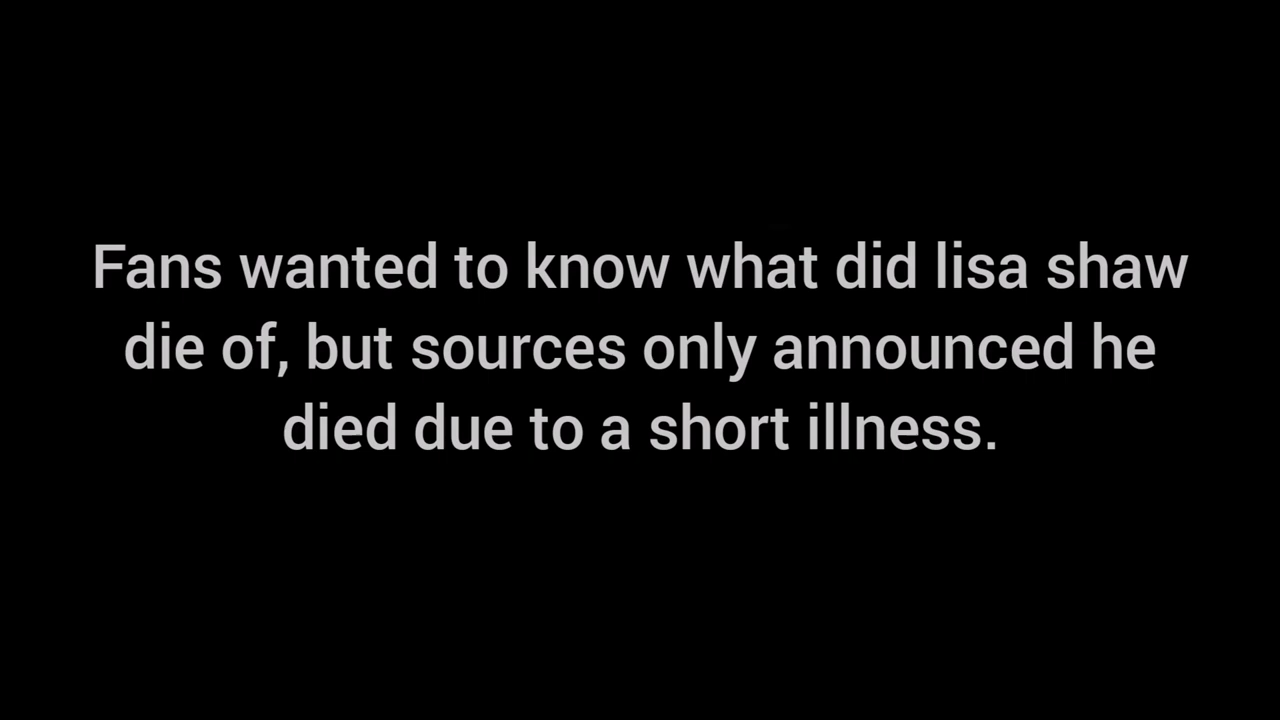 Fans wanted to know what did lisa shaw
die of, but sources only announced he
died due to a short illness.